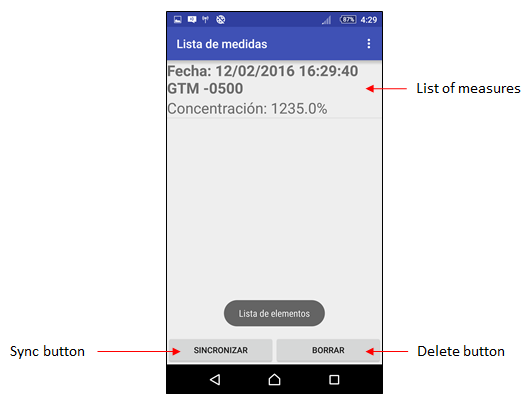 87% 4:29
Lista de medidas
Fecha: 12/02/2016 16:29:40
GTM -0500
Concentración: 1235.0%
List of measures
Lista de elementos
Sync button
SINCRONIZAR
BORRAR
Delete button